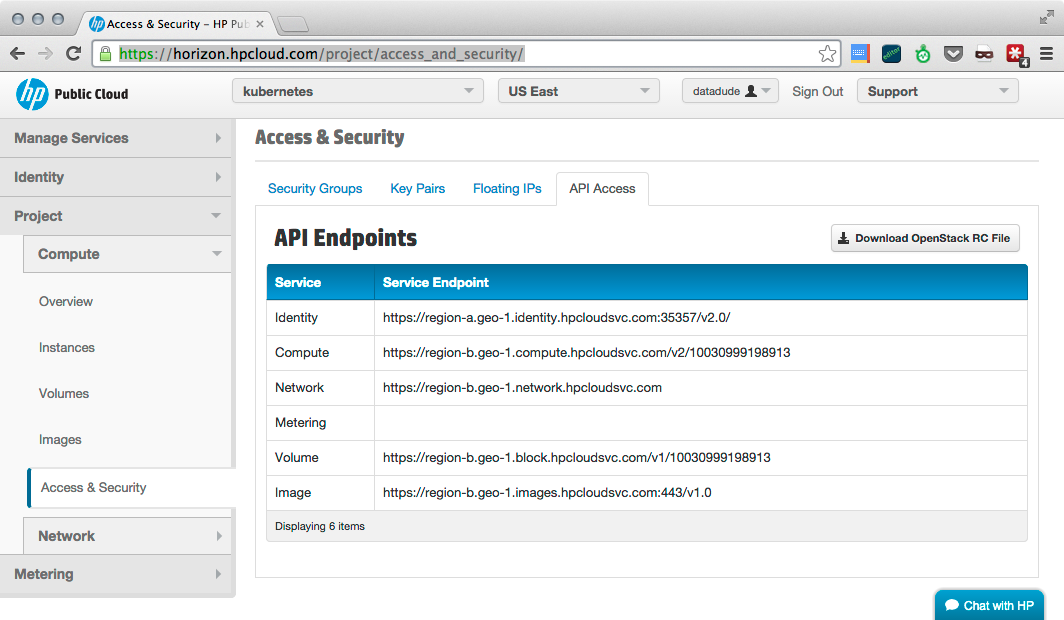 Access & Security – HP Pub
https://horizon.hpcloud.com/project/access_and_security/
4
hp Public Cloud
kubernetes
US East
datadude
Sign Out
Support
Manage Services
Identity
Project
Compute
Overview
Instances
Volumes
Images
Access & Security
Network
Metering
Access & Security
Security Groups
Key Pairs
Floating IPs
API Access
API Endpoints
Download OpenStack RC File
Service Service Endpoint
Identity https://region-a.geo-1.identity.hpcloudsvc.com:35357/v2.0/
Compute https://region-b.geo-1.compute.hpcloudsvc.com/v2/10030999198913
Network https://region-b.geo-1.network.hpcloudsvc.com
Metering
Volume https://region-b.geo-1.block.hpcloudsvc.com/v1/10030999198913
Image https://region-b.geo-1.images.hpcloudsvc.com:443/v1.0
Displaying 6 items
Chat with HP